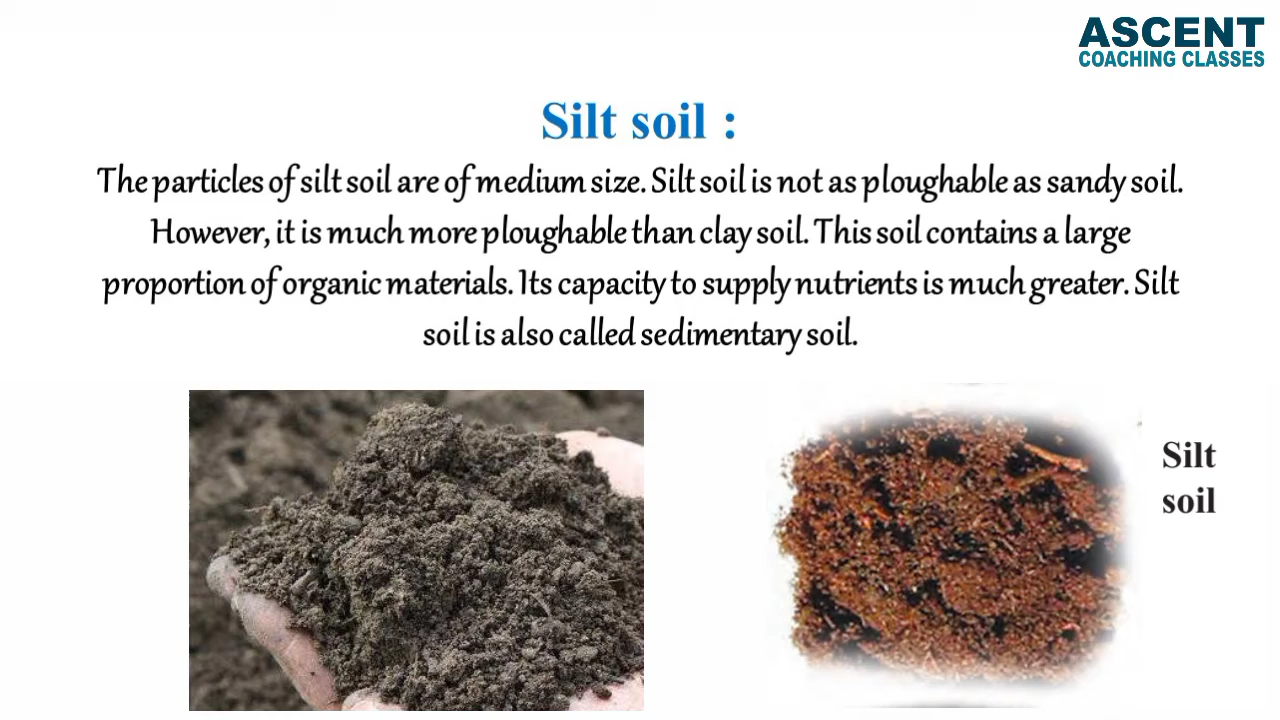 ASCENT
COACHING CLASSES
Silt soil :
The particles of silt soil are of medium size. Silt soil is not as ploughable as sandy soil.
However, it is much more ploughable than clay soil. This soil contains a large
proportion of organic materials. Its capacity to supply nutrients is much greater. Silt
soil is also called sedimentary soil.
Silt
soil